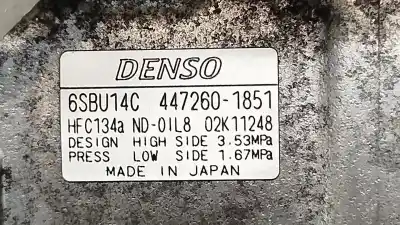 DENSO
6SBU14C 447260-1851
HFC134a ND-OIL8 02K11248
DESIGN HIGH SIDE 3.53MPa
PRESS LOW SIDE 1.67MPa
MADE IN JAPAN